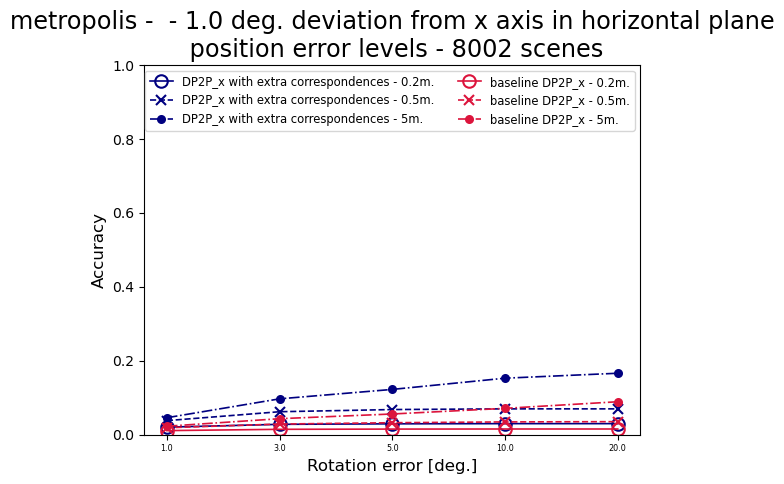 metropolis -  - 1.0 deg. deviation from x axis in horizontal plane
position error levels - 8002 scenes
1.0
DP2P_x with extra correspondences - 0.2m.
baseline DP2P_x - 0.2m.
DP2P_x with extra correspondences - 0.5m.
baseline DP2P_x - 0.5m.
DP2P_x with extra correspondences - 5m.
baseline DP2P_x - 5m.
0.8
0.6
Accuracy
0.4
0.2
0.0
1.0
3.0
5.0
10.0
20.0
Rotation error [deg.]